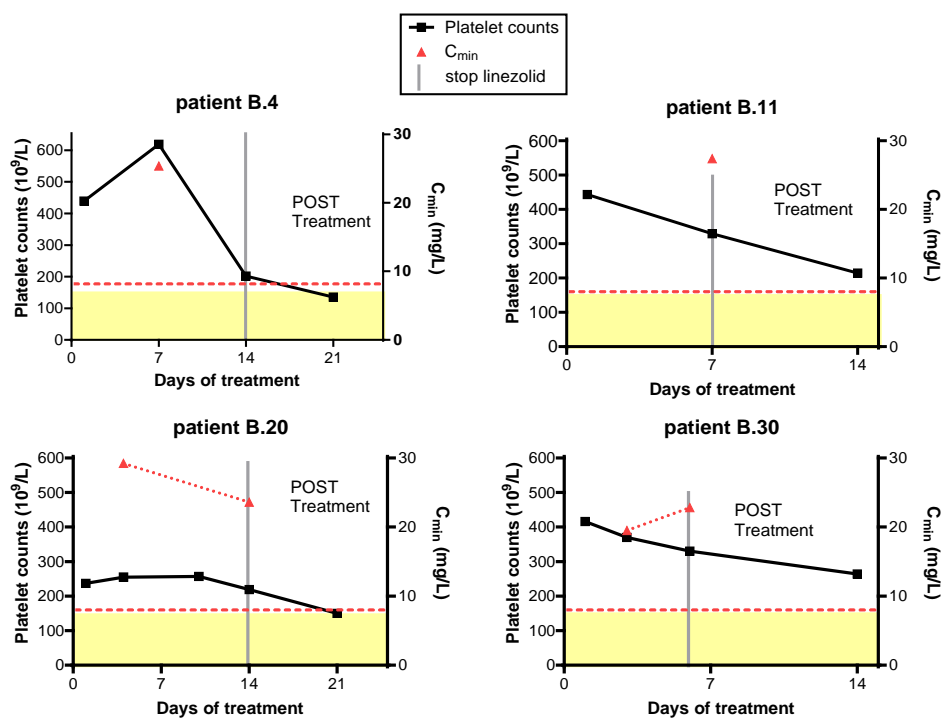 Platelet counts
Cmin
stop linezolid
patient B.4
Platelet counts (10⁹/L)
600
500
400
300
200
100
0
POST
Treatment
30
20
10
0
Cmin (mg/L)
0 7 14 21
Days of treatment
patient B.11
Platelet counts (10⁹/L)
600
500
400
300
200
100
0
POST
Treatment
30
20
10
0
Cmin (mg/L)
0 7 14
Days of treatment
patient B.20
Platelet counts (10⁹/L)
600
500
400
300
200
100
0
POST
Treatment
30
20
10
0
Cmin (mg/L)
0 7 14 21
Days of treatment
patient B.30
Platelet counts (10⁹/L)
600
500
400
300
200
100
0
POST
Treatment
30
20
10
0
Cmin (mg/L)
0 7 14
Days of treatment